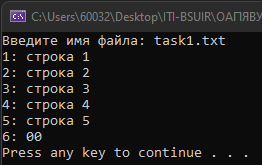 C:\Users\60032\Desktop\ITI-BSUIR\ОАПЯВУ
Введите имя файла: task1.txt
1: строка 1
2: строка 2
3: строка 3
4: строка 4
5: строка 5
6: 00
Press any key to continue . . .